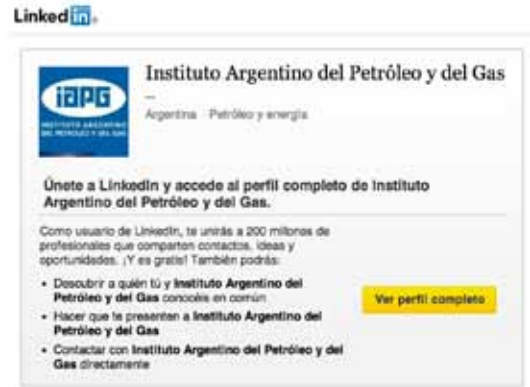 Linked in.
Instituto Argentino del Petróleo y del Gas
--
iAPG
INSTITUTO ARGENTINO
DEL PETROLEO Y DEL GAS
Argentina Petróleo y energía
Únete a LinkedIn y accede al perfil completo de Instituto
Argentino del Petróleo y del Gas.
Como usuario de LinkedIn, te unirás a 200 millones de
profesionales que comparten contactos, ideas y
oportunidades. ¡Y es gratis! También podrás:
• Descubrir a quién tú y Instituto Argentino del
Petróleo y del Gas conocéis en común
• Hacer que te presenten a Instituto Argentino del
Petróleo y del Gas
• Contactar con Instituto Argentino del Petróleo y del
Gas directamente
Ver perfil completo